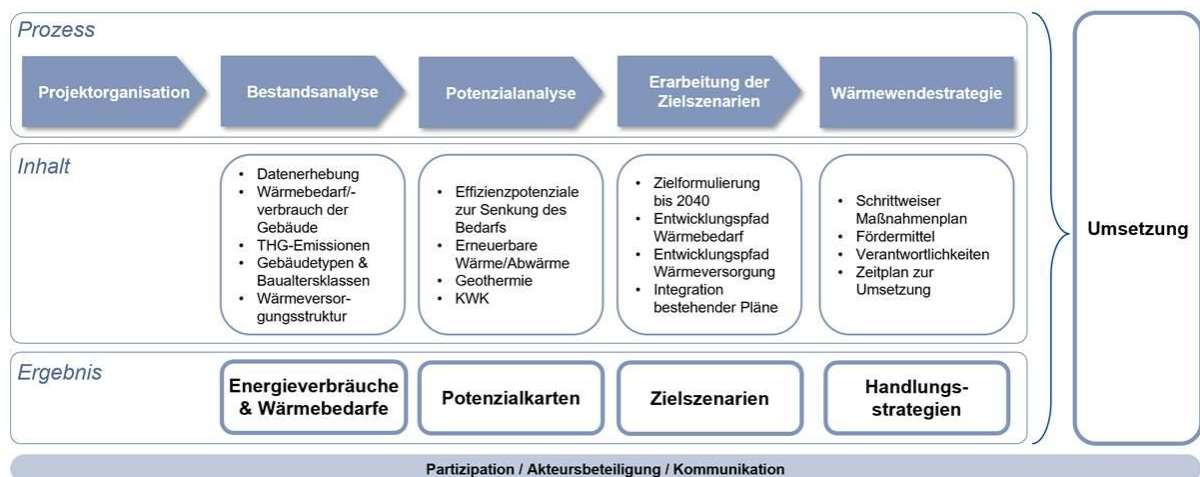 Prozess
Projektorganisation
Bestandsanalyse
Potenzialanalyse
Erarbeitung der
Zielszenarien
Wärmewendestrategie
Inhalt
• Datenerhebung
• Wärmebedarf/-
verbrauch der
Gebäude
• THG-Emissionen
• Gebäudetypen &
Baualtersklassen
• Wärmeversor-
gungsstruktur
• Effizienzpotenziale
zur Senkung des
Bedarfs
• Erneuerbare
Wärme/Abwärme
• Geothermie
• KWK
• Zielformulierung
bis 2040
• Entwicklungspfad
Wärmebedarf
• Entwicklungspfad
Wärmeversorgung
• Integration
bestehender Pläne
• Schrittweiser
Maßnahmenplan
• Fördermittel
• Verantwortlichkeiten
• Zeitplan zur
Umsetzung
Ergebnis
Energieverbräuche
& Wärmebedarfe
Potenzialkarten
Zielszenarien
Handlungs-
strategien
Umsetzung
Partizipation / Akteursbeteiligung / Kommunikation